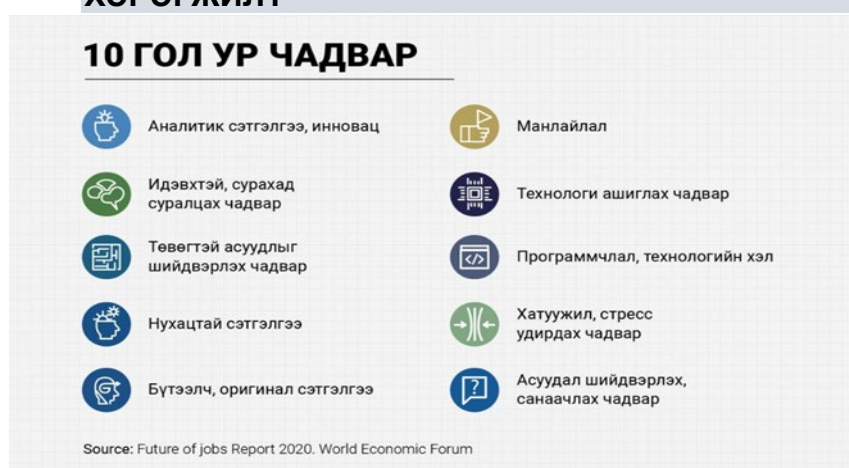 10 ГОЛ УР ЧАДВАР
Аналитик сэтгэлгээ, инновац
Идэвхтэй, сурахад
суралцах чадвар
Төвөгтэй асуудлыг
шийдвэрлэх чадвар
Нухацтай сэтгэлгээ
Бүтээлч, оригинал сэтгэлгээ
Манлайлал
Технологи ашиглах чадвар
Программчлал, технологийн хэл
Хатуужил, стресс
удирдах чадвар
Асуудал шийдвэрлэх,
санаачлах чадвар
Source: Future of jobs Report 2020. World Economic Forum